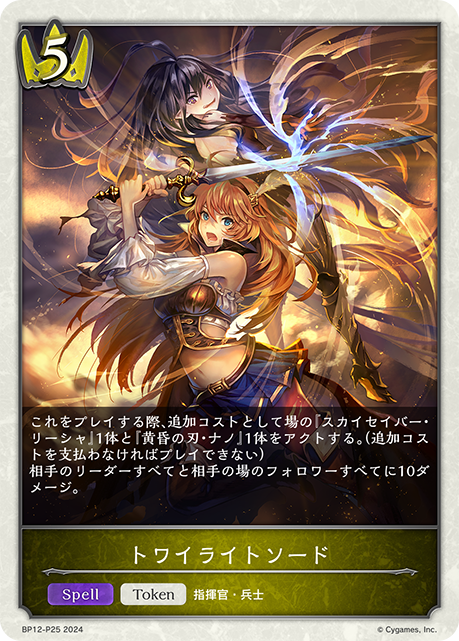 5
これをプレイする際、追加コストとして場の『スカイセイバー・
リーシャ』1体と『黄昏の刃・ナノ』1体をアクトする。(追加コス
トを支払わなければプレイできない)
相手のリーダーすべてと相手の場のフォロワーすべてに10ダ
メージ。
トワイライトソード
Spell Token 指揮官・兵士
BP12-P25 2024 © Cygames, Inc.